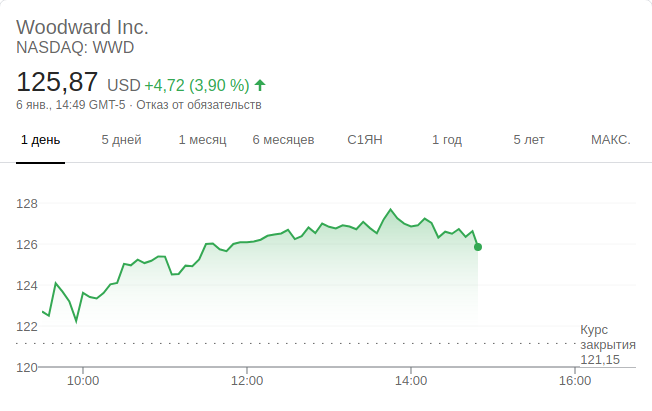 Woodward Inc.
NASDAQ: WWD
125,87 USD +4,72 (3,90 %)
6 янв., 14:49 GMT-5 · Отказ от обязательств
1 день 5 дней 1 месяц 6 месяцев С1ЯН 1 год 5 лет МАКС.
128
126
124
122
120
Курс
закрытия
121,15
10:00 12:00 14:00 16:00